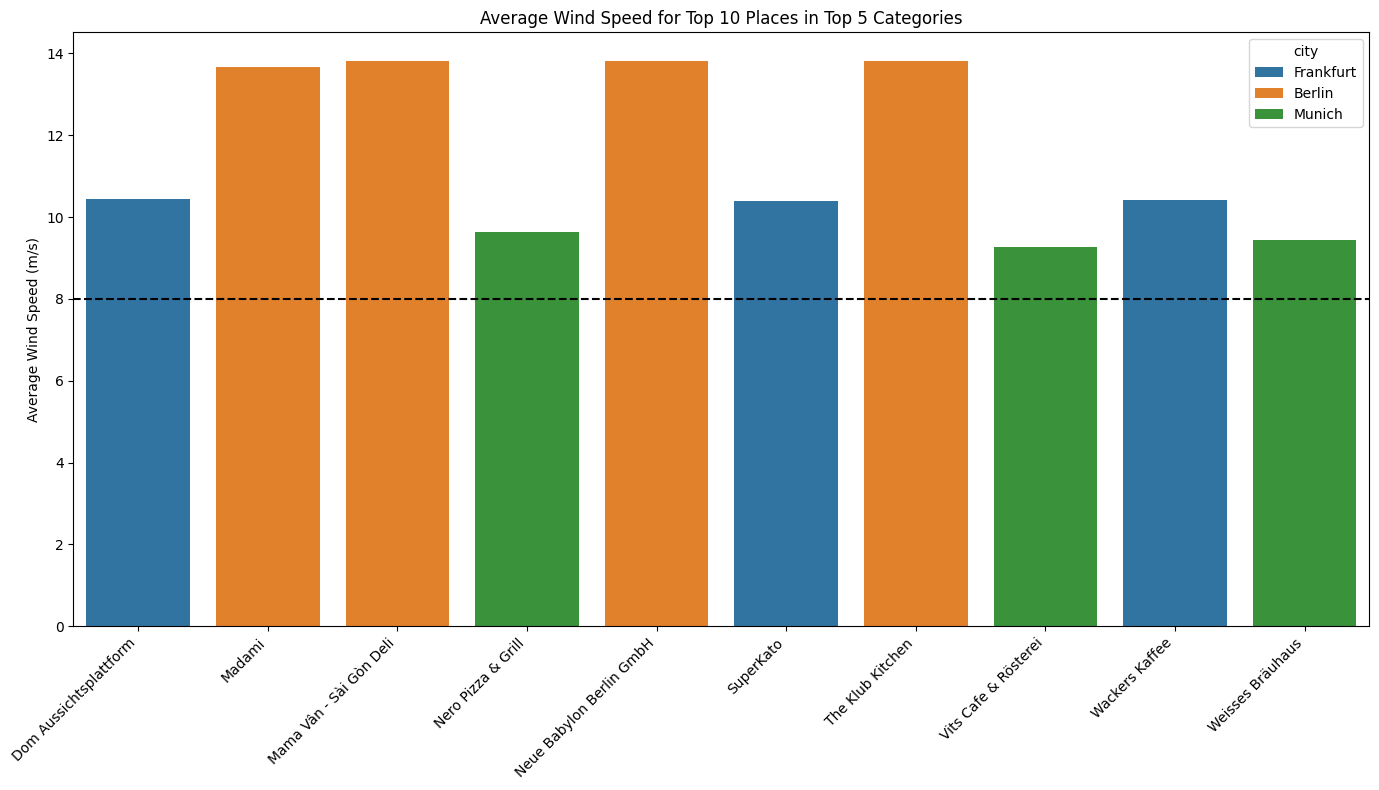 Average Wind Speed for Top 10 Places in Top 5 Categories
city
Frankfurt
Berlin
Munich
Average Wind Speed (m/s)
14
12
10
8
6
4
2
0
Dom Aussichtsplattform
Madami
Mama Vân - Sài Gòn Deli
Nero Pizza & Grill
Neue Babylon Berlin GmbH
SuperKato
The Klub Kitchen
Vits Cafe & Rösterei
Wackers Kaffee
Weisses Bräuhaus